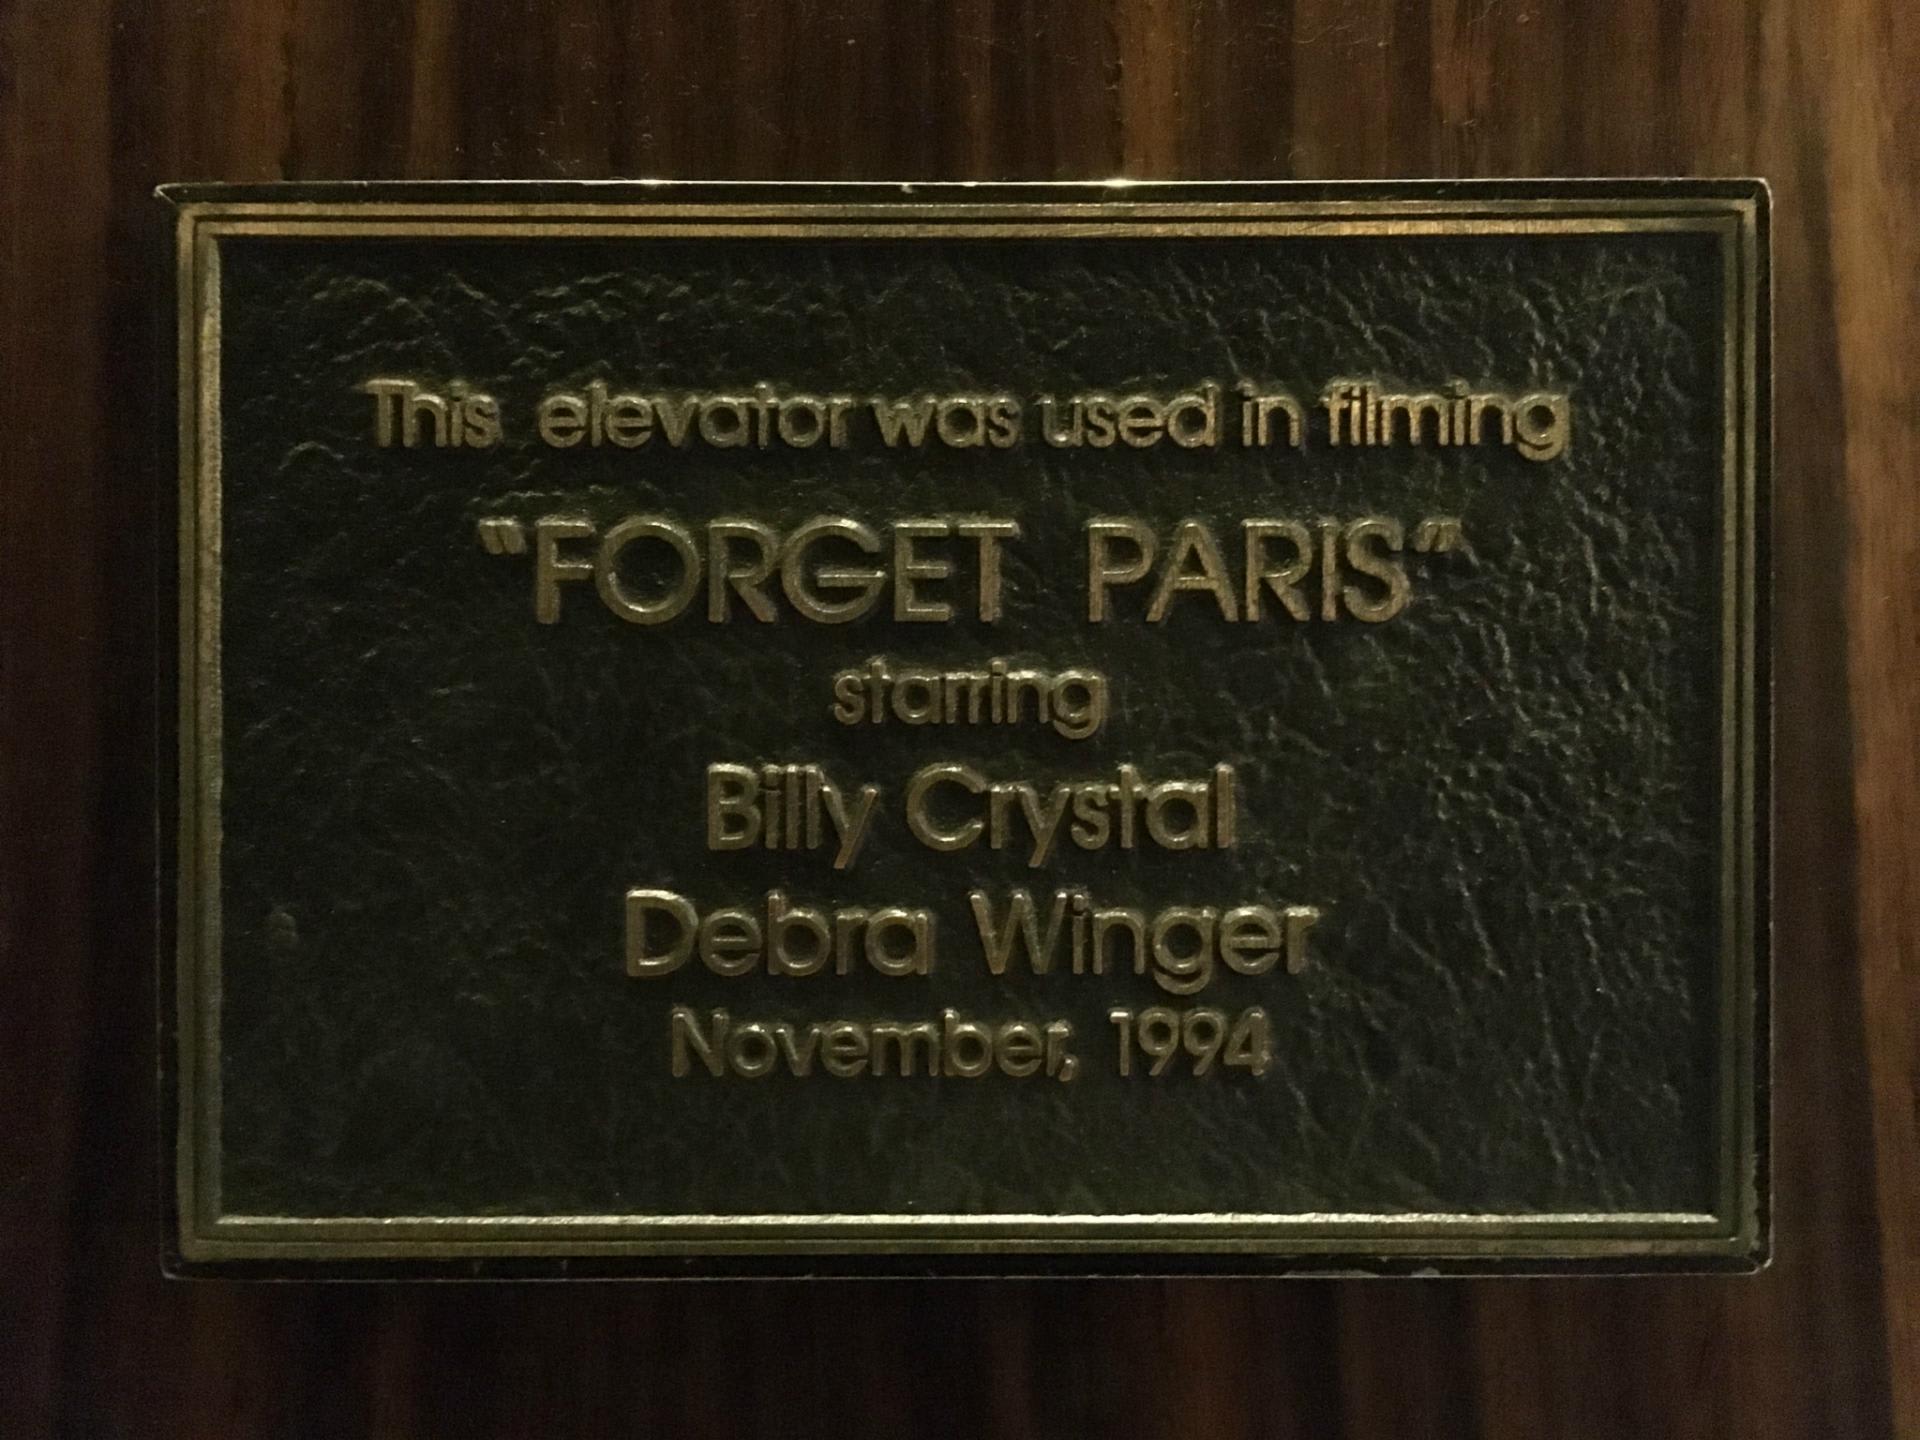 This elevator was used in filming
“FORGET PARIS”
starring
Billy Crystal
Debra Winger
November, 1994